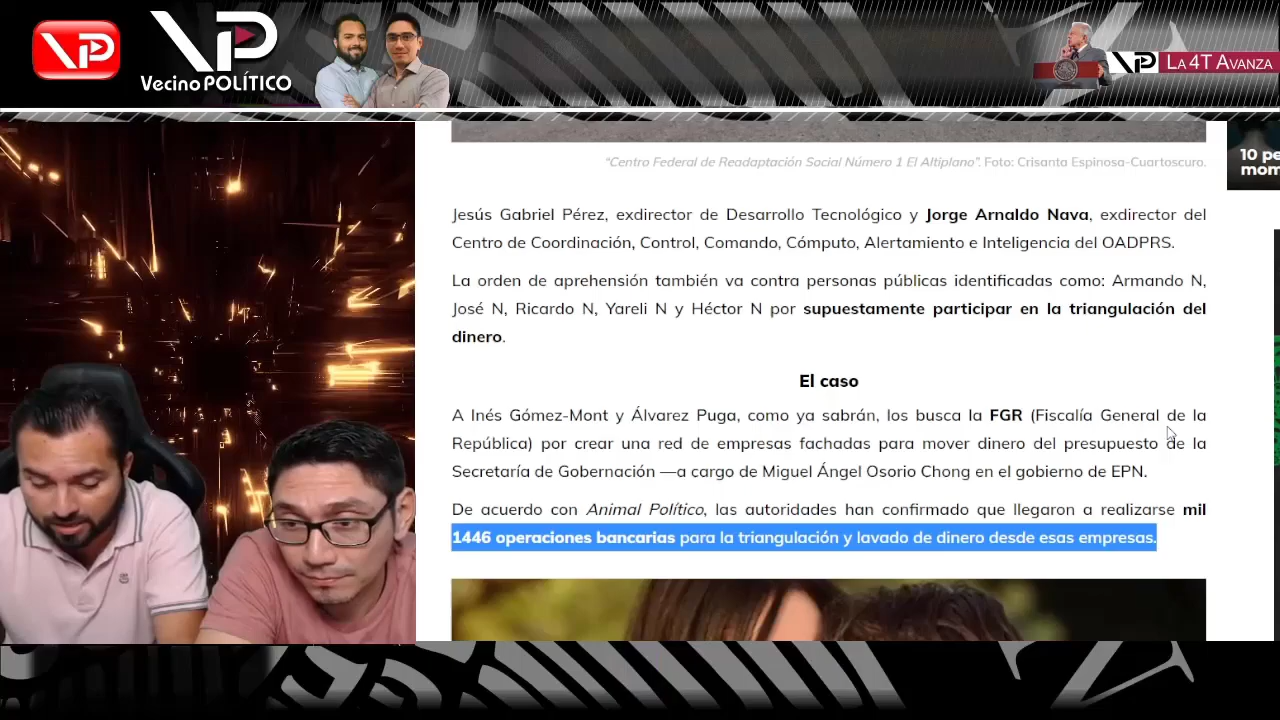 VP
VP
Vecino POLÍTICO
VP LA 4T AVANZA
"Centro Federal de Readaptación Social Número 1 El Altiplano". Foto: Crisanta Espinosa-Cuartoscuro.
10 pe
mom
Jesús Gabriel Pérez, exdirector de Desarrollo Tecnológico y Jorge Arnaldo Nava, exdirector del
Centro de Coordinación, Control, Comando, Cómputo, Alertamiento e Inteligencia del OADPRS.
La orden de aprehensión también va contra personas públicas identificadas como: Armando N,
José N, Ricardo N, Yareli N y Héctor N por supuestamente participar en la triangulación del
dinero.
El caso
A Inés Gómez-Mont y Álvarez Puga, como ya sabrán, los busca la FGR (Fiscalía General de la
República) por crear una red de empresas fachadas para mover dinero del presupuesto de la
Secretaría de Gobernación —a cargo de Miguel Ángel Osorio Chong en el gobierno de EPN.
De acuerdo con Animal Político, las autoridades han confirmado que llegaron a realizarse mil
1446 operaciones bancarias para la triangulación y lavado de dinero desde esas empresas.